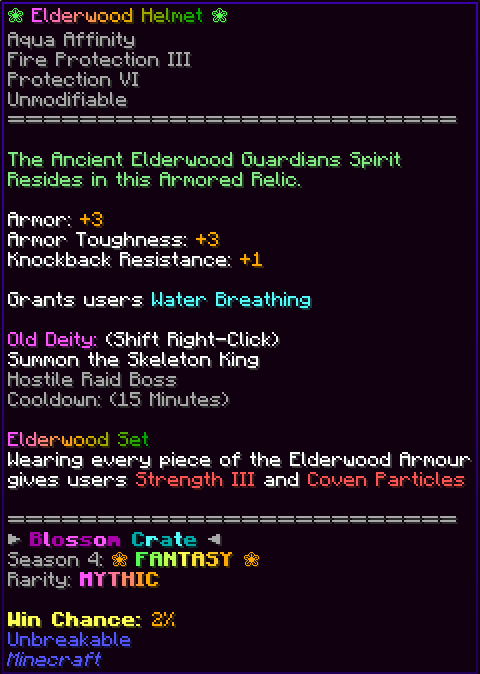 ❀ Elderwood Helmet ❀
Aqua Affinity
Fire Protection III
Protection VI
Unmodifiable
=========================
The Ancient Elderwood Guardians Spirit
Resides in this Armored Relic.
Armor: +3
Armor Toughness: +3
Knockback Resistance: +1
Grants users Water Breathing
Old Deity: (Shift Right-Click)
Summon the Skeleton King
Hostile Raid Boss
Cooldown: (15 Minutes)
Elderwood Set
Wearing every piece of the Elderwood Armour
gives users Strength III and Coven Particles
=========================
► Blossom Crate ◄
Season 4: ❀ FANTASY ❀
Rarity: MYTHIC
Win Chance: 2%
Unbreakable
Minecraft